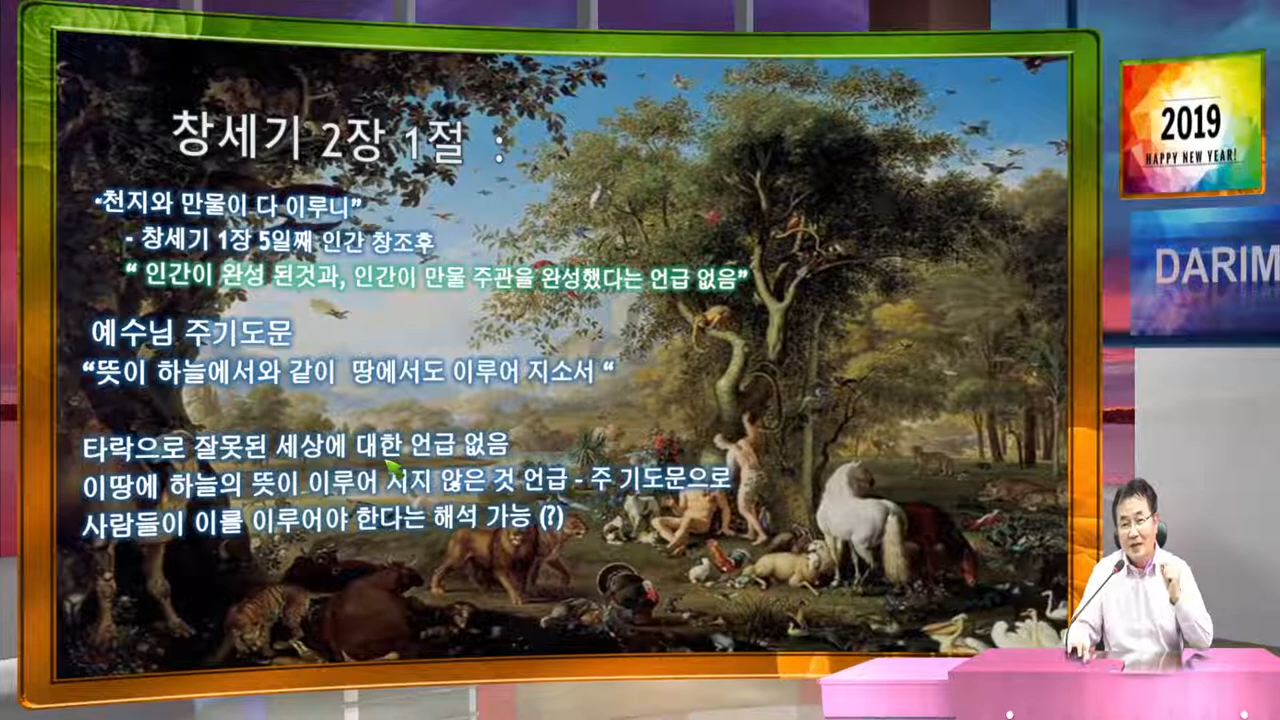 창세기 2장 1절 :
“천지와 만물이 다 이루니”
- 창세기 1장 5일째 인간 창조후
“ 인간이 완성 된것과, 인간이 만물 주관을 완성했다는 언급 없음”
예수님 주기도문
“뜻이 하늘에서와 같이 땅에서도 이루어 지소서 “
타락으로 잘못된 세상에 대한 언급 없음
이땅에 하늘의 뜻이 이루어 지지 않은 것 언급 - 주 기도문으로
사람들이 이를 이루어야 한다는 해석 가능 (?)
2019
HAPPY NEW YEAR!
DARIM